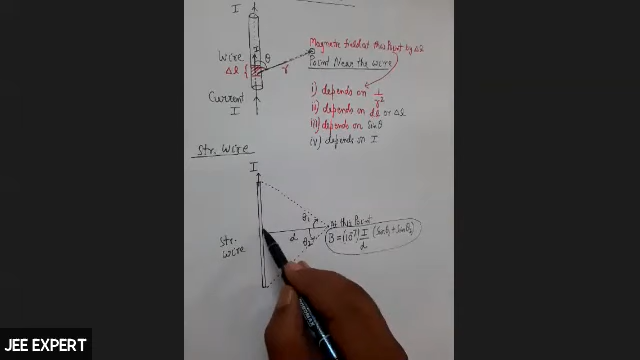 I
Wire
I
θ
Δl
r
Current
I
Magnetic field at this point by Δl
Point Near the wire
i) depends on 1/r²
ii) depends on dl or Δl
iii) depends on Sinθ
iv) depends on I
Str. Wire
I
θ1
θ2
d
Str.
wire
At this Point
B = (10⁻⁷) I/d (Sinθ1 + Sinθ2)
JEE EXPERT